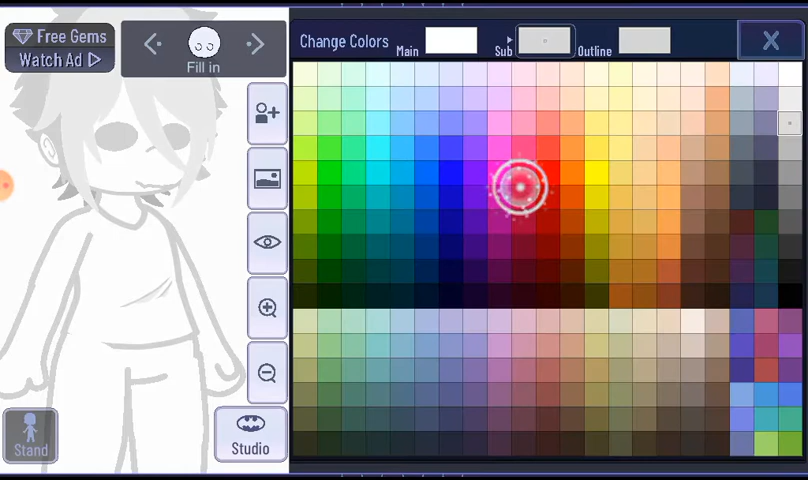 Free Gems
Watch Ad
Fill in
Change Colors
Main
Sub
Outline
Stand
Studio